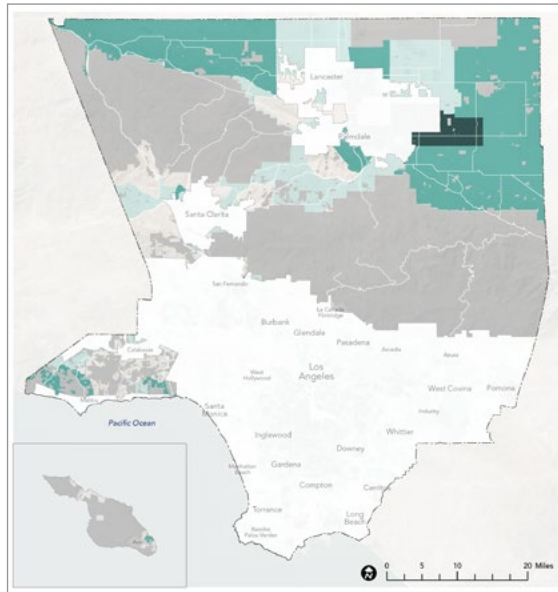 Lancaster
Palmdale
Santa Clarita
San Fernando
La Cañada
Flintridge
Burbank
Glendale
Pasadena
Arcadia
Azusa
Calabasas
West
Hollywood
Los
Angeles
West Covina
Pomona
Malibu
Santa
Monica
Industry
Pacific Ocean
Whittier
Inglewood
Downey
Manhattan
Beach
Gardena
Compton
Cerritos
Torrance
Long
Beach
Rancho
Palos Verdes
Avalon
N
0 5 10 20 Miles